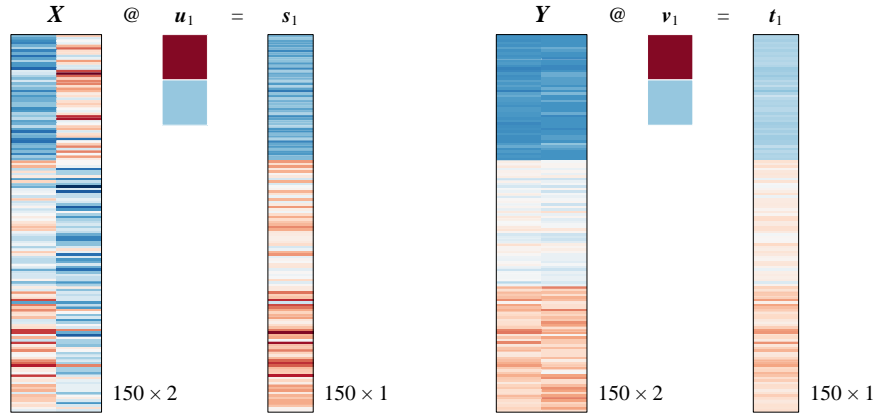 X @ u₁ = s₁ Y @ v₁ = t₁
150 × 2 150 × 1 150 × 2 150 × 1